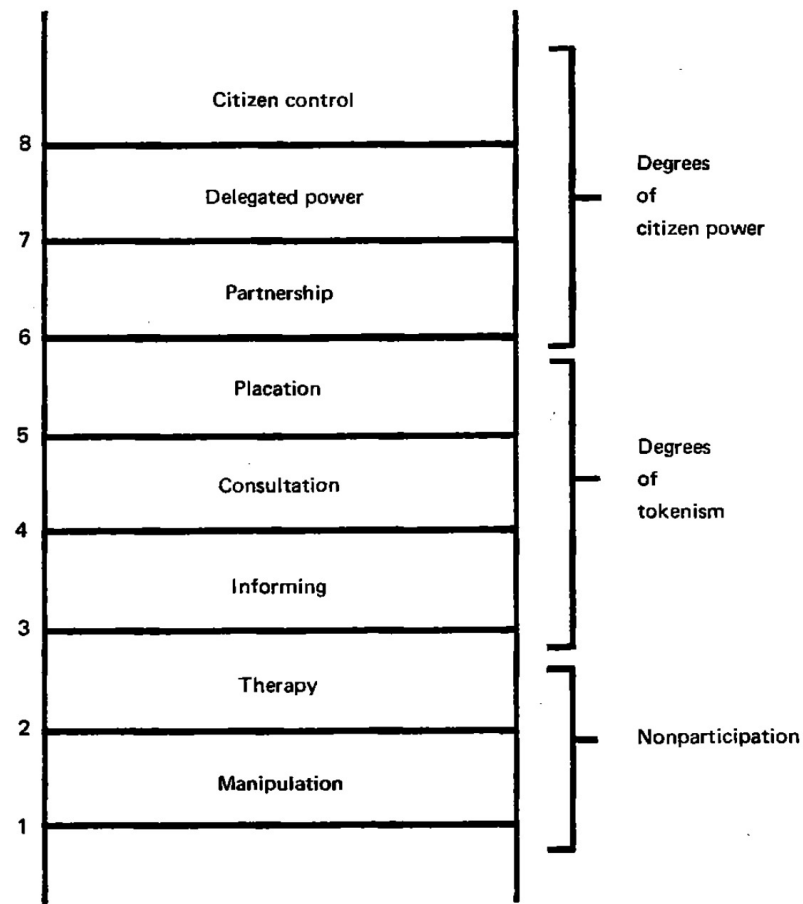 Citizen control
8
Delegated power
7
Partnership
6
Placation
5
Consultation
4
Informing
3
Therapy
2
Manipulation
1
Degrees
of
citizen power
Degrees
of
tokenism
Nonparticipation